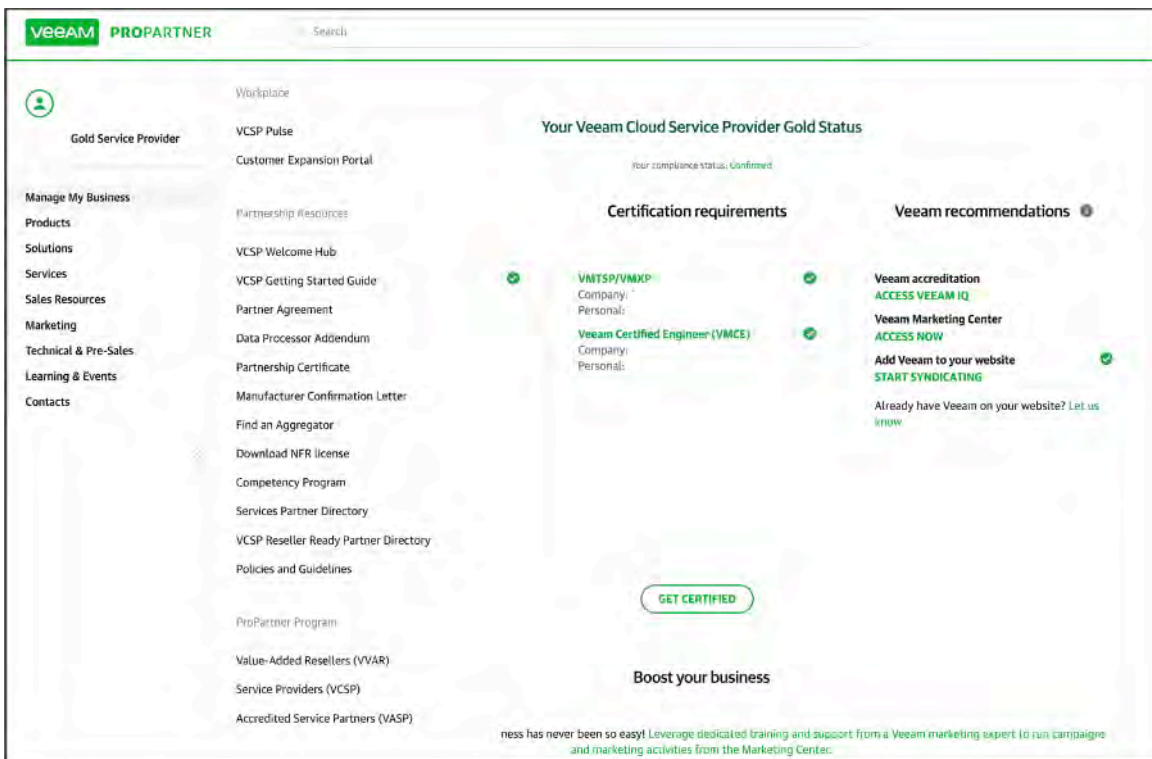 veeAM PROPARTNER
Search
Gold Service Provider
Manage My Business
Products
Solutions
Services
Sales Resources
Marketing
Technical & Pre-Sales
Learning & Events
Contacts
Workplace
VCSP Pulse
Customer Expansion Portal
Partnership Resources
VCSP Welcome Hub
VCSP Getting Started Guide
Partner Agreement
Data Processor Addendum
Partnership Certificate
Manufacturer Confirmation Letter
Find an Aggregator
Download NFR license
Competency Program
Services Partner Directory
VCSP Reseller Ready Partner Directory
Policies and Guidelines
ProPartner Program
Value-Added Resellers (VVAR)
Service Providers (VCSP)
Accredited Service Partners (VASP)
Your Veeam Cloud Service Provider Gold Status
Your compliance status: Confirmed
Certification requirements
VMTSP/VMXP
Company:
Personal:
Veeam Certified Engineer (VMCE)
Company:
Personal:
Veeam recommendations
Veeam accreditation
ACCESS VEEAM IQ
Veeam Marketing Center
ACCESS NOW
Add Veeam to your website
START SYNDICATING
Already have Veeam on your website? Let us
know
GET CERTIFIED
Boost your business
ness has never been so easy! Leverage dedicated training and support from a Veeam marketing expert to run campaigns
and marketing activities from the Marketing Center.